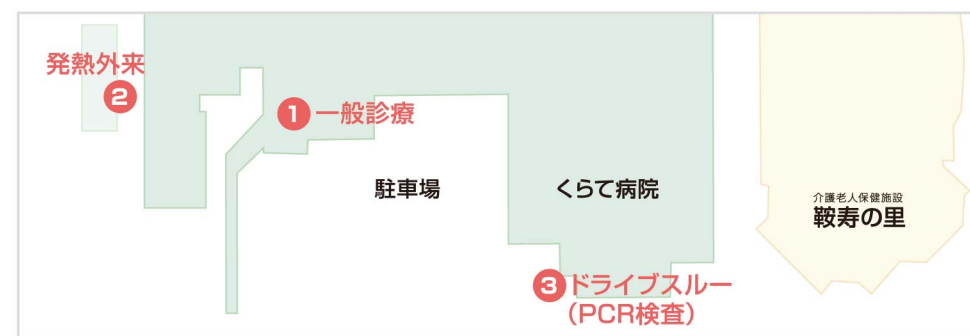 発熱外来
2
1 一般診療
駐車場
くらて病院
介護老人保健施設
鞍寿の里
3 ドライブスルー
(PCR検査)